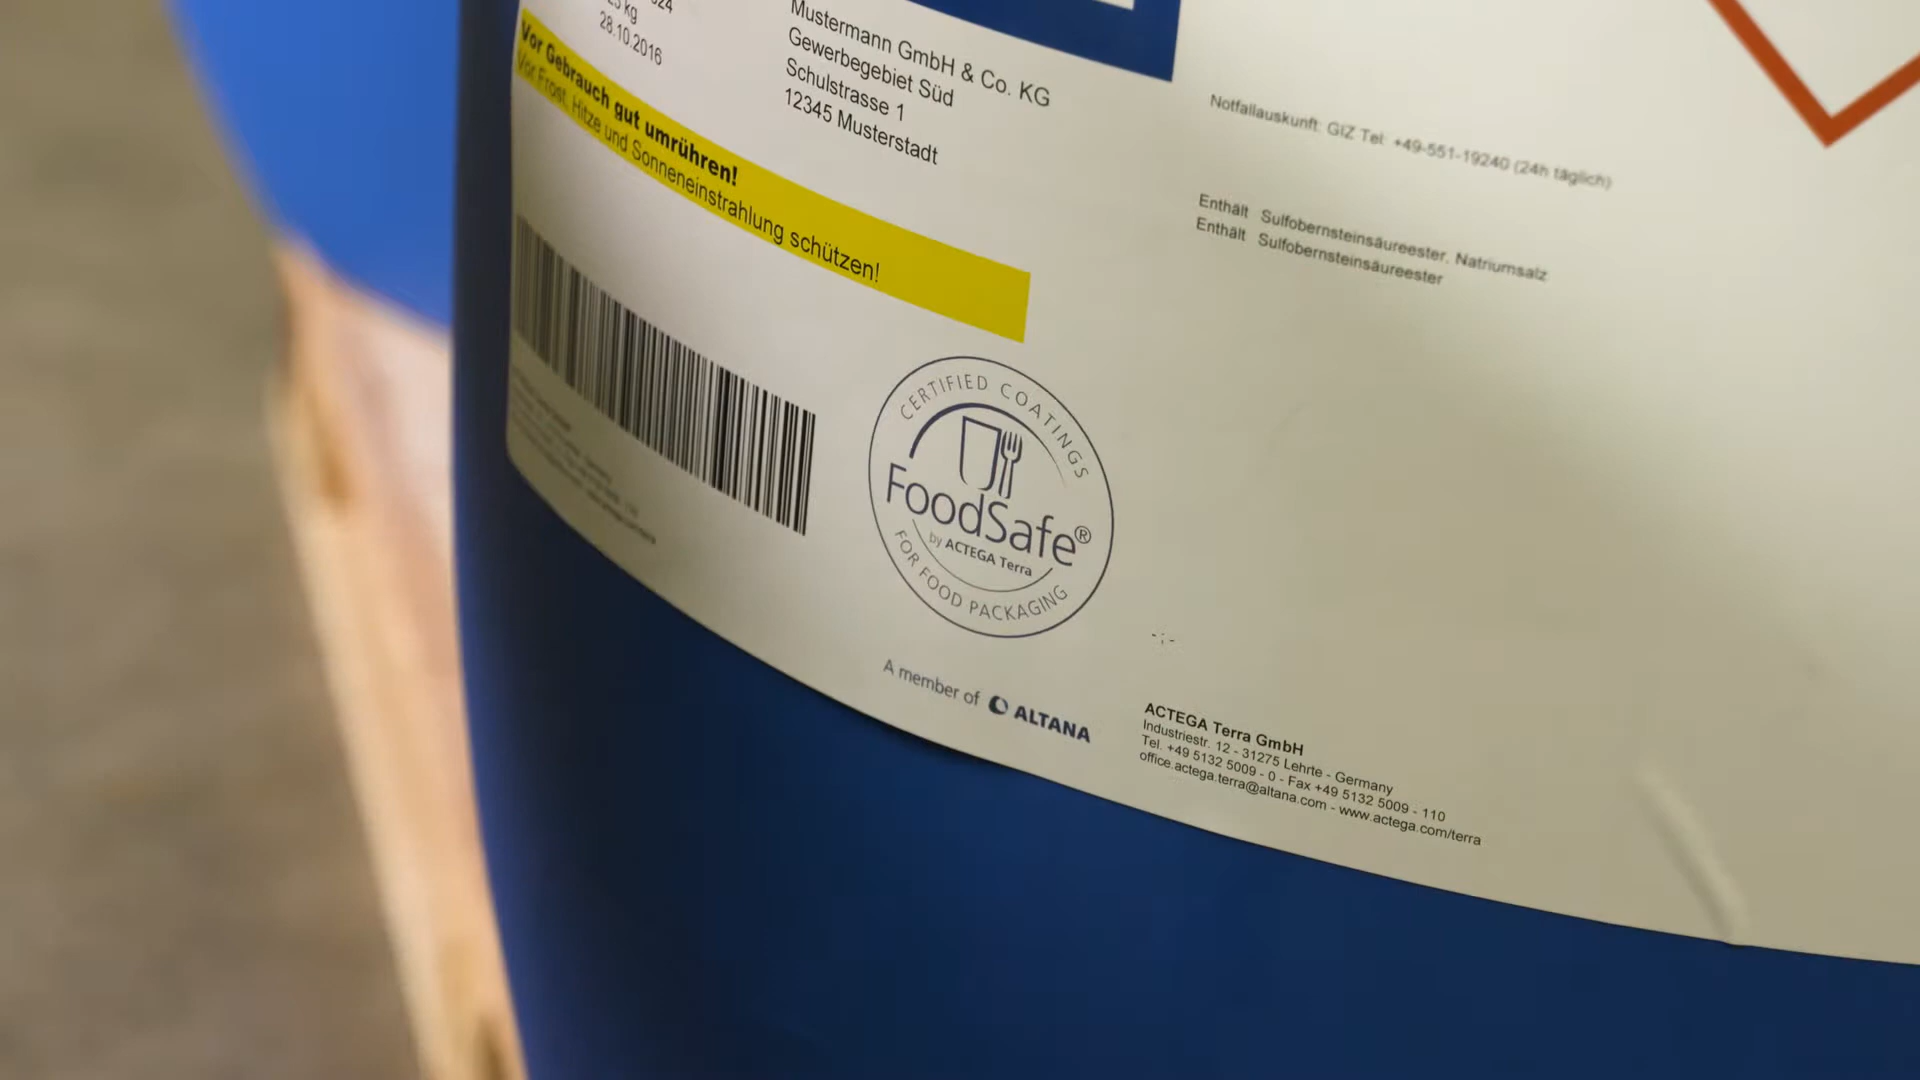 28.10.2016
Mustermann GmbH & Co. KG
Gewerbegebiet Süd
Schulstrasse 1
12345 Musterstadt
Vor Gebrauch gut umrühren!
Vor Frost, Hitze und Sonneneinstrahlung schützen!
Notfallauskunft: GIZ Tel: +49-551-19240 (24h täglich)
Enthält Sulfobernsteinsäureester, Natriumsalz
Enthält Sulfobernsteinsäureester
CERTIFIED COATINGS
FoodSafe®
by ACTEGA Terra
FOR FOOD PACKAGING
A member of ALTANA
ACTEGA Terra GmbH
Industriestr. 12 - 31275 Lehrte - Germany
Tel. +49 5132 5009 - 0 - Fax +49 5132 5009 - 110
office.actega.terra@altana.com - www.actega.com/terra